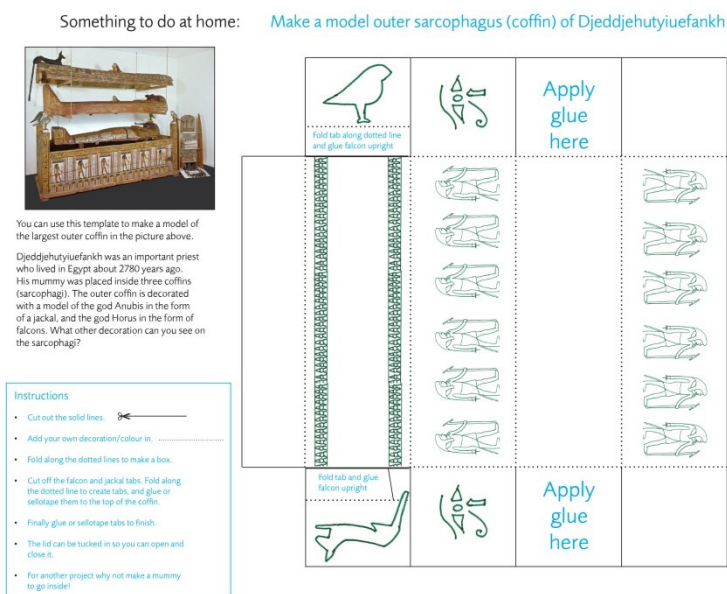 Something to do at home:
Make a model outer sarcophagus (coffin) of Djeddjehutyiuefankh
You can use this template to make a model of
the largest outer coffin in the picture above.
Djeddjehutyiuefankh was an important priest
who lived in Egypt about 2780 years ago.
His mummy was placed inside three coffins
(sarcophagi). The outer coffin is decorated
with a model of the god Anubis in the form
of a jackal, and the god Horus in the form of
falcons. What other decoration can you see on
the sarcophagi?
Instructions
• Cut out the solid lines.
• Add your own decoration/colour in.
• Fold along the dotted lines to make a box.
• Cut off the falcon and jackal tabs. Fold along
the dotted line to create tabs, and glue or
sellotape them to the top of the coffin.
• Finally glue or sellotape tabs to finish.
• The lid can be tucked in so you can open and
close it.
• For another project why not make a mummy
to go inside!
Fold tab along dotted line
and glue falcon upright
Apply
glue
here
Fold tab and glue
falcon upright
Apply
glue
here